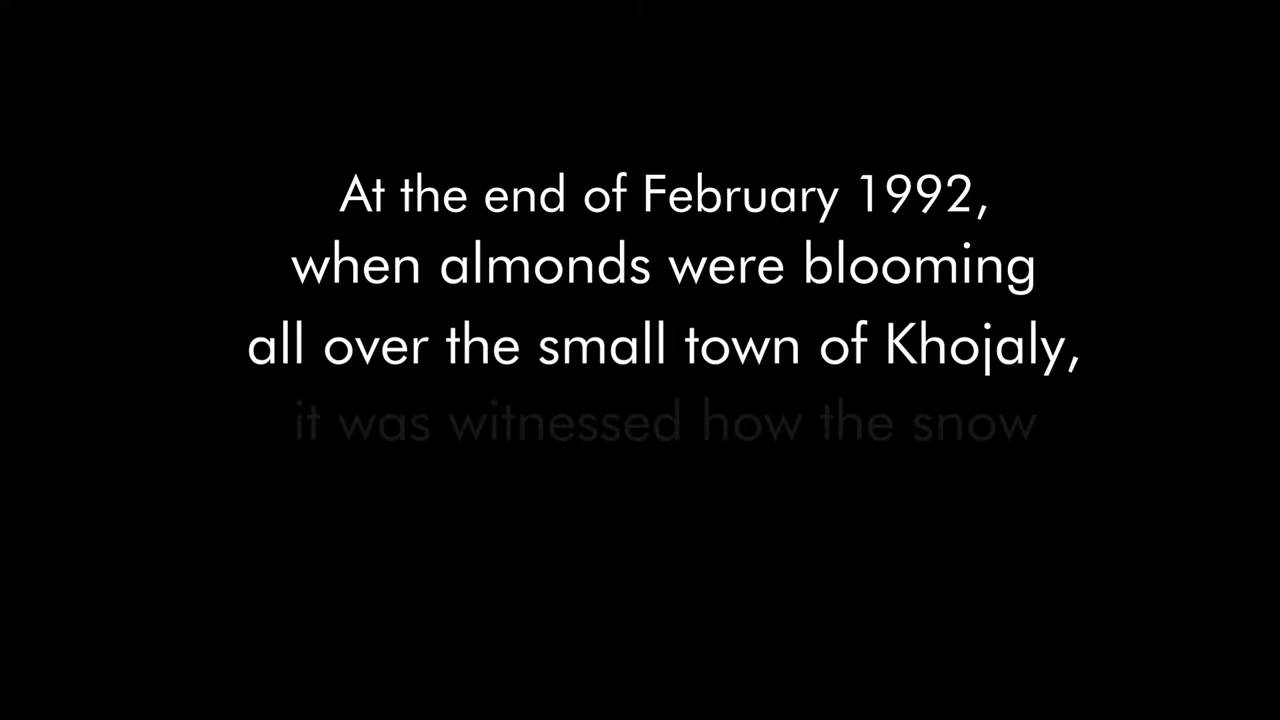 At the end of February 1992,
when almonds were blooming
all over the small town of Khojaly,
it was witnessed how the snow